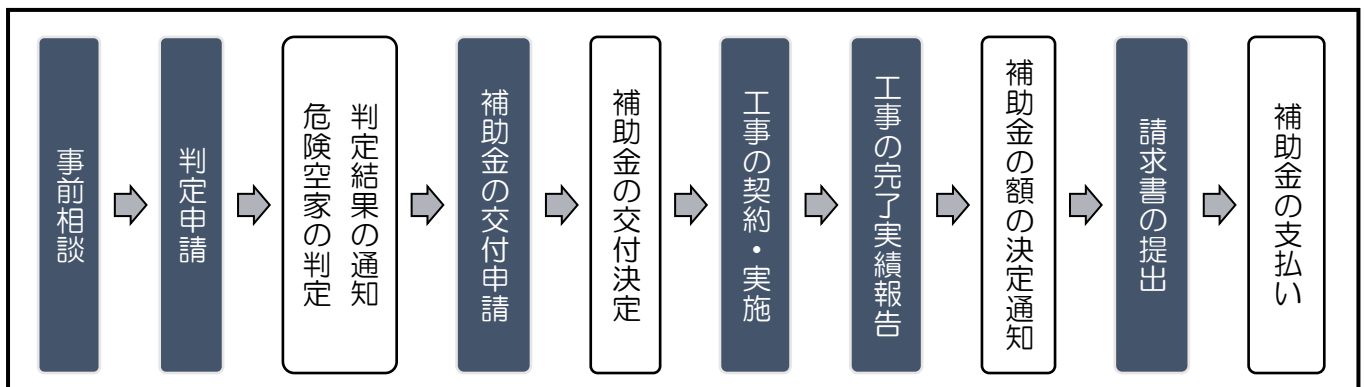 事前相談
判定申請
判定結果の通知
危険空家の判定
補助金の交付申請
補助金の交付決定
工事の契約・実施
工事の完了実績報告
補助金の額の決定通知
請求書の提出
補助金の支払い